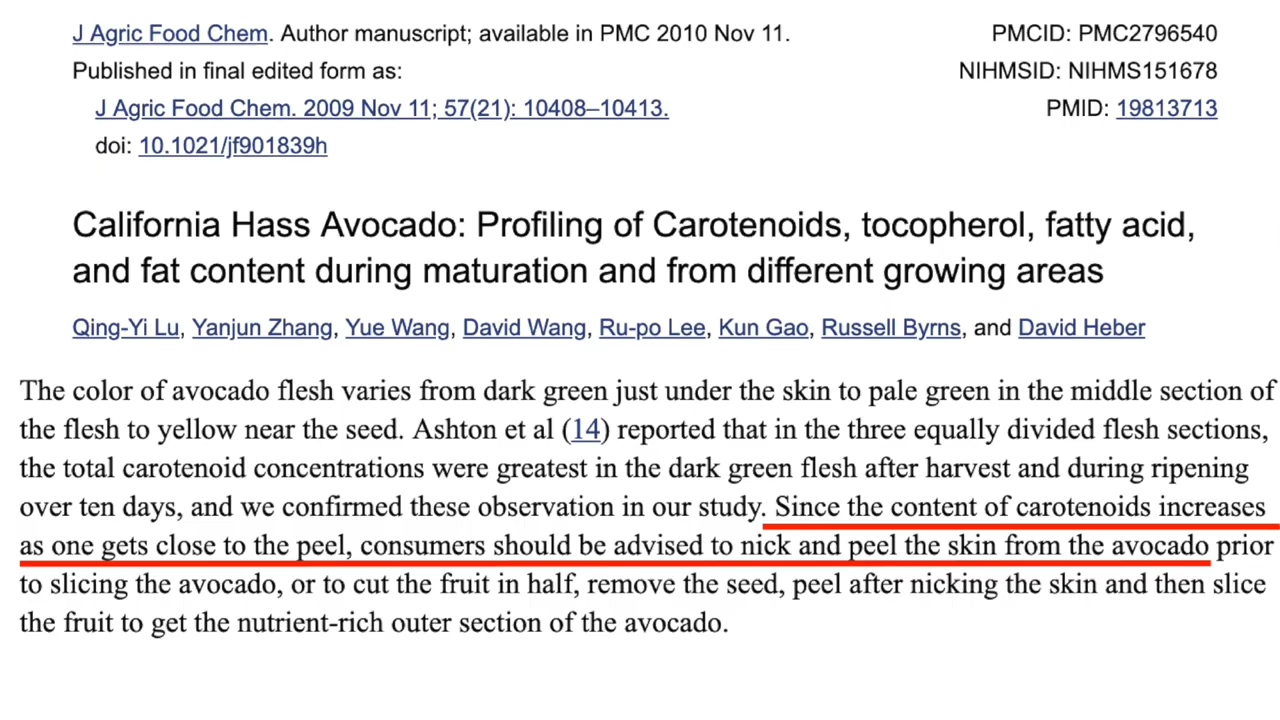 J Agric Food Chem. Author manuscript; available in PMC 2010 Nov 11.
PMCID: PMC2796540
Published in final edited form as:
NIHMSID: NIHMS151678
J Agric Food Chem. 2009 Nov 11; 57(21): 10408–10413.
PMID: 19813713
doi: 10.1021/jf901839h
California Hass Avocado: Profiling of Carotenoids, tocopherol, fatty acid,
and fat content during maturation and from different growing areas
Qing-Yi Lu, Yanjun Zhang, Yue Wang, David Wang, Ru-po Lee, Kun Gao, Russell Byrns, and David Heber
The color of avocado flesh varies from dark green just under the skin to pale green in the middle section of
the flesh to yellow near the seed. Ashton et al (14) reported that in the three equally divided flesh sections,
the total carotenoid concentrations were greatest in the dark green flesh after harvest and during ripening
over ten days, and we confirmed these observation in our study. Since the content of carotenoids increases
as one gets close to the peel, consumers should be advised to nick and peel the skin from the avocado prior
to slicing the avocado, or to cut the fruit in half, remove the seed, peel after nicking the skin and then slice
the fruit to get the nutrient-rich outer section of the avocado.